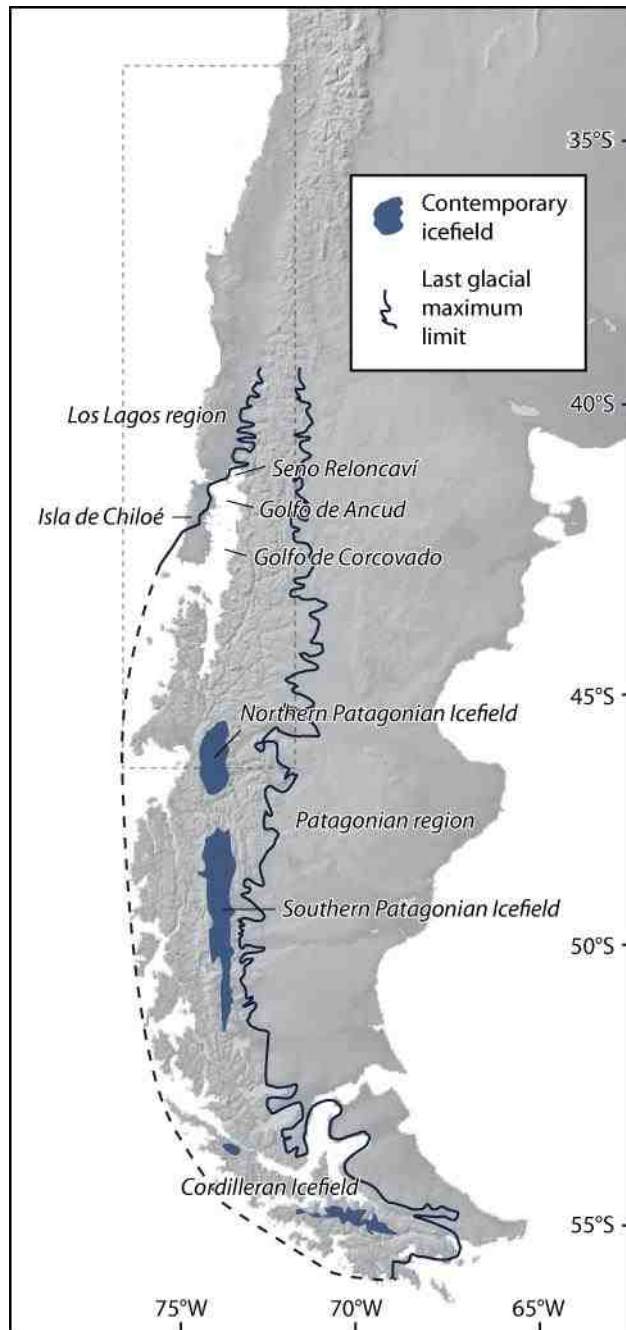 35°S
Contemporary
icefield
Last glacial
maximum
limit
40°S
Los Lagos region
Seno Reloncaví
Golfo de Ancud
Isla de Chiloé
Golfo de Corcovado
45°S
Northern Patagonian Icefield
Patagonian region
Southern Patagonian Icefield
50°S
Cordilleran Icefield
55°S
75°W
70°W
65°W